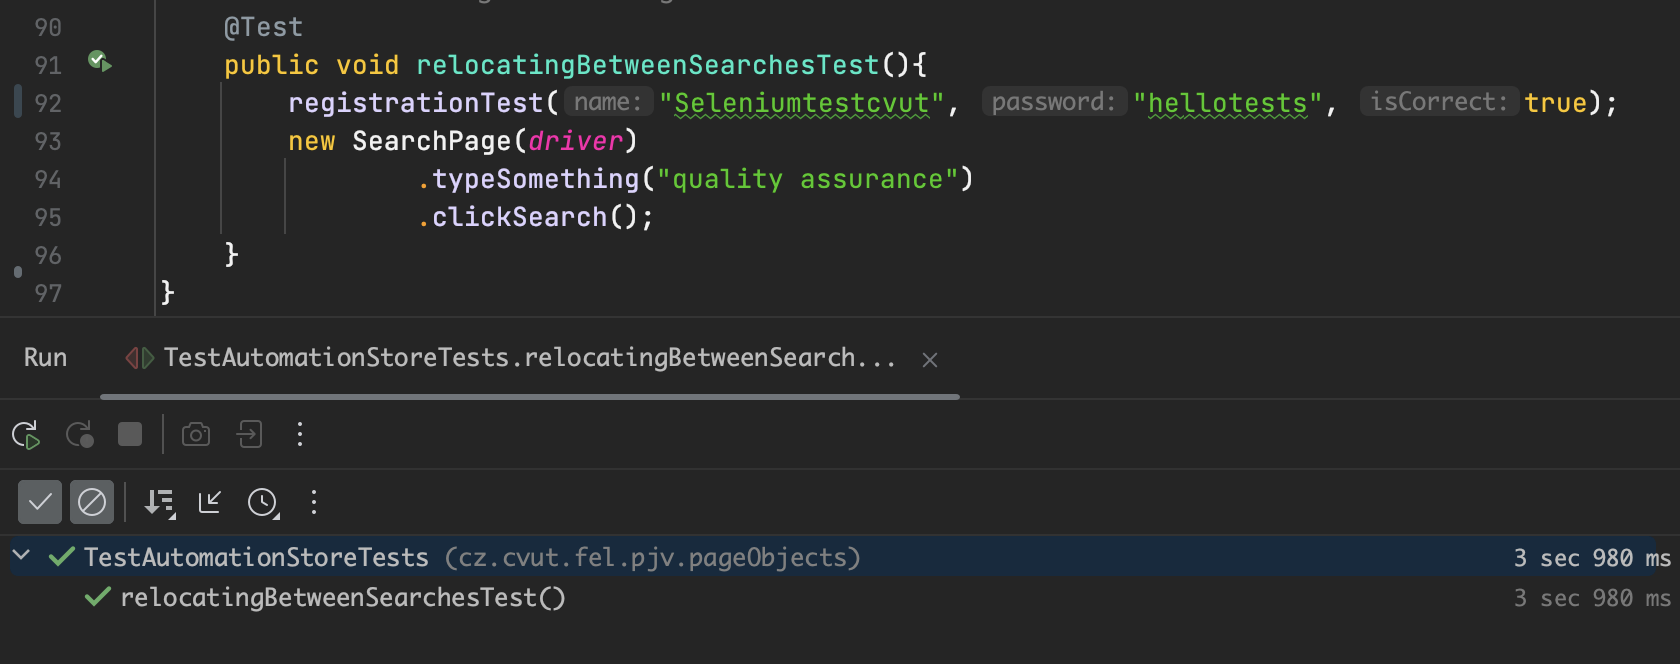 90 @Test
91 public void relocatingBetweenSearchesTest(){
92 registrationTest( name: "Seleniumtestcvut", password: "hellotests", isCorrect: true);
93 new SearchPage(driver)
94 .typeSomething("quality assurance")
95 .clickSearch();
96 }
97 }
Run TestAutomationStoreTests.relocatingBetweenSearch... ×
TestAutomationStoreTests (cz.cvut.fel.pjv.pageObjects) 3 sec 980 ms
relocatingBetweenSearchesTest() 3 sec 980 ms